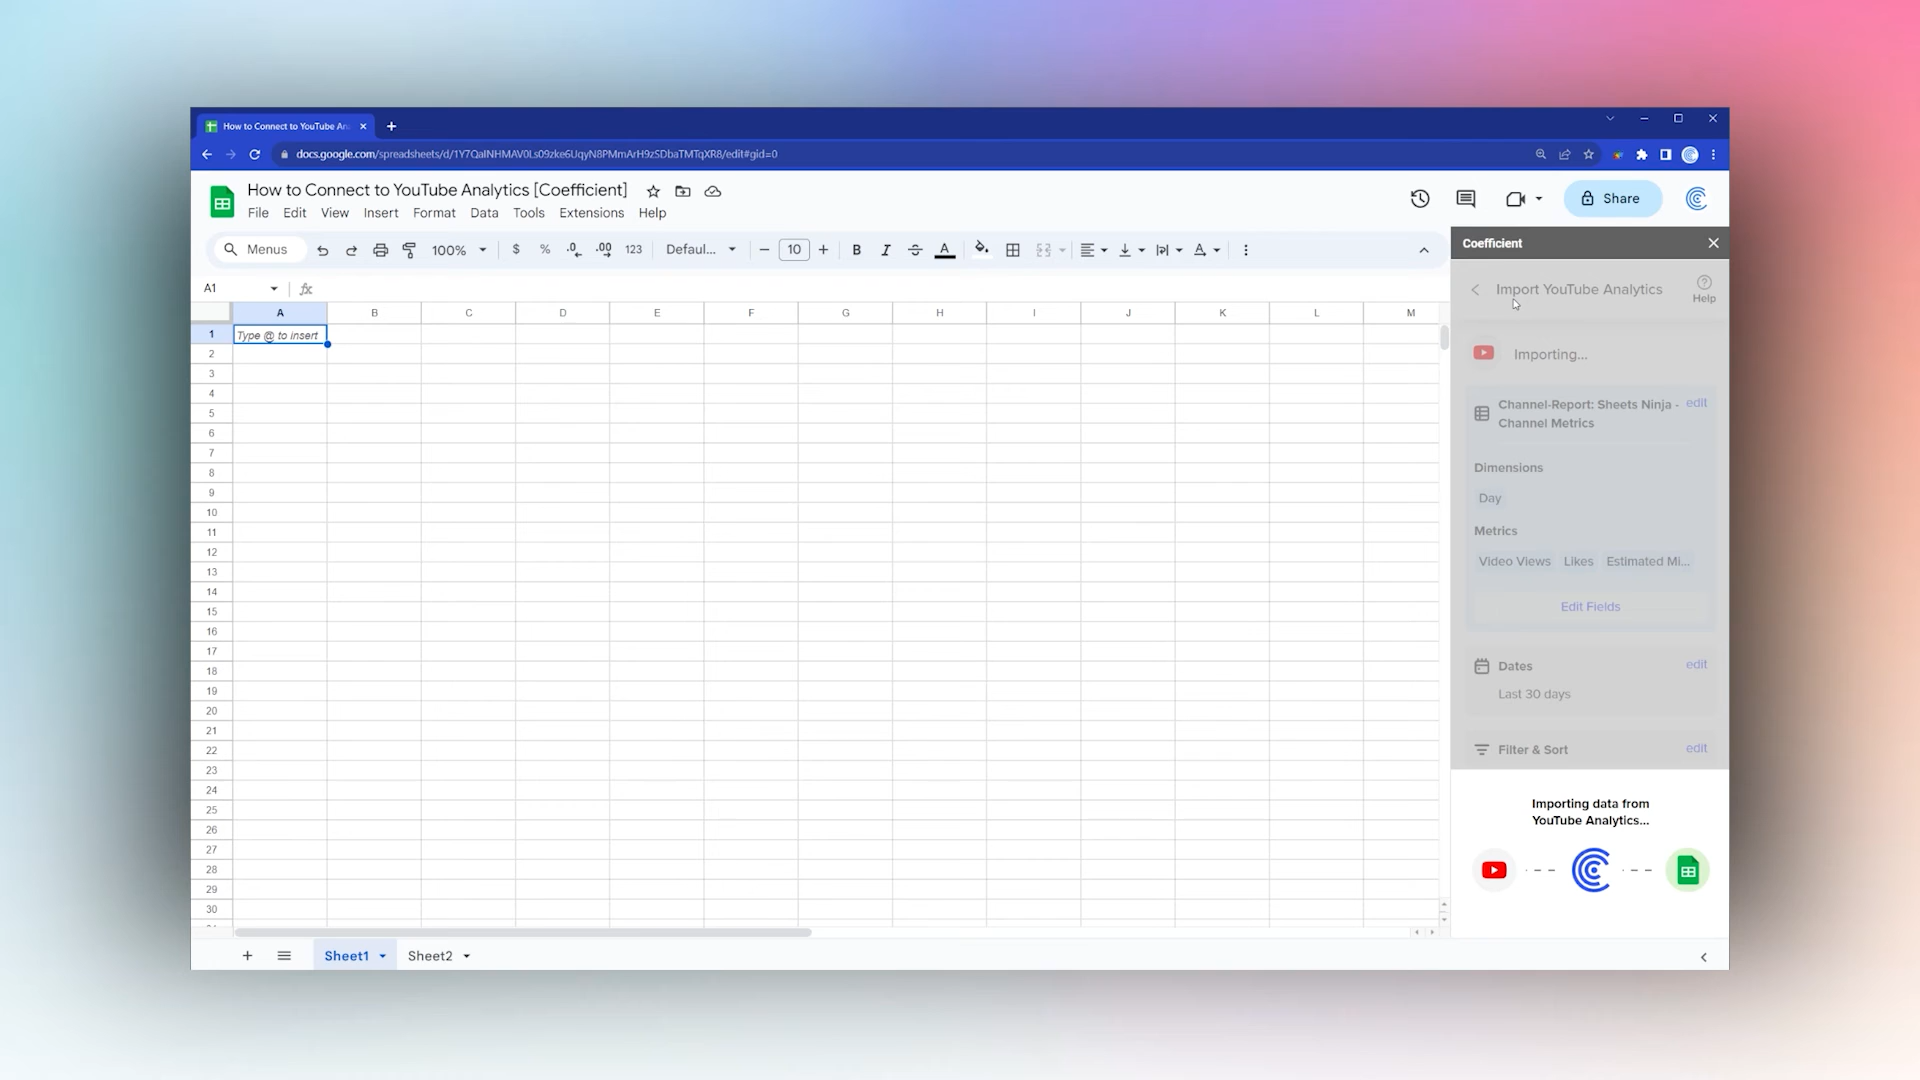 How to Connect to YouTube An
docs.google.com/spreadsheets/d/1Y7QaINHMAV0Ls09zke6UqyN8PMmArH9zSDbaTMTqXR8/edit#gid=0
How to Connect to YouTube Analytics [Coefficient]
File Edit View Insert Format Data Tools Extensions Help
Share
Menus 100% $ % .0 .00 123 Defaul... 10 B I S A
Coefficient
A1 fx
Import YouTube Analytics
Help
A B C D E F G H I J K L M
1 Type @ to insert
2
3
4
5
6
7
8
9
10
11
12
13
14
15
16
17
18
19
20
21
22
23
24
25
26
27
28
29
30
Importing...
Channel-Report: Sheets Ninja - edit
Channel Metrics
Dimensions
Day
Metrics
Video Views Likes Estimated Mi...
Edit Fields
Dates edit
Last 30 days
Filter & Sort edit
Importing data from
YouTube Analytics...
Sheet1 Sheet2